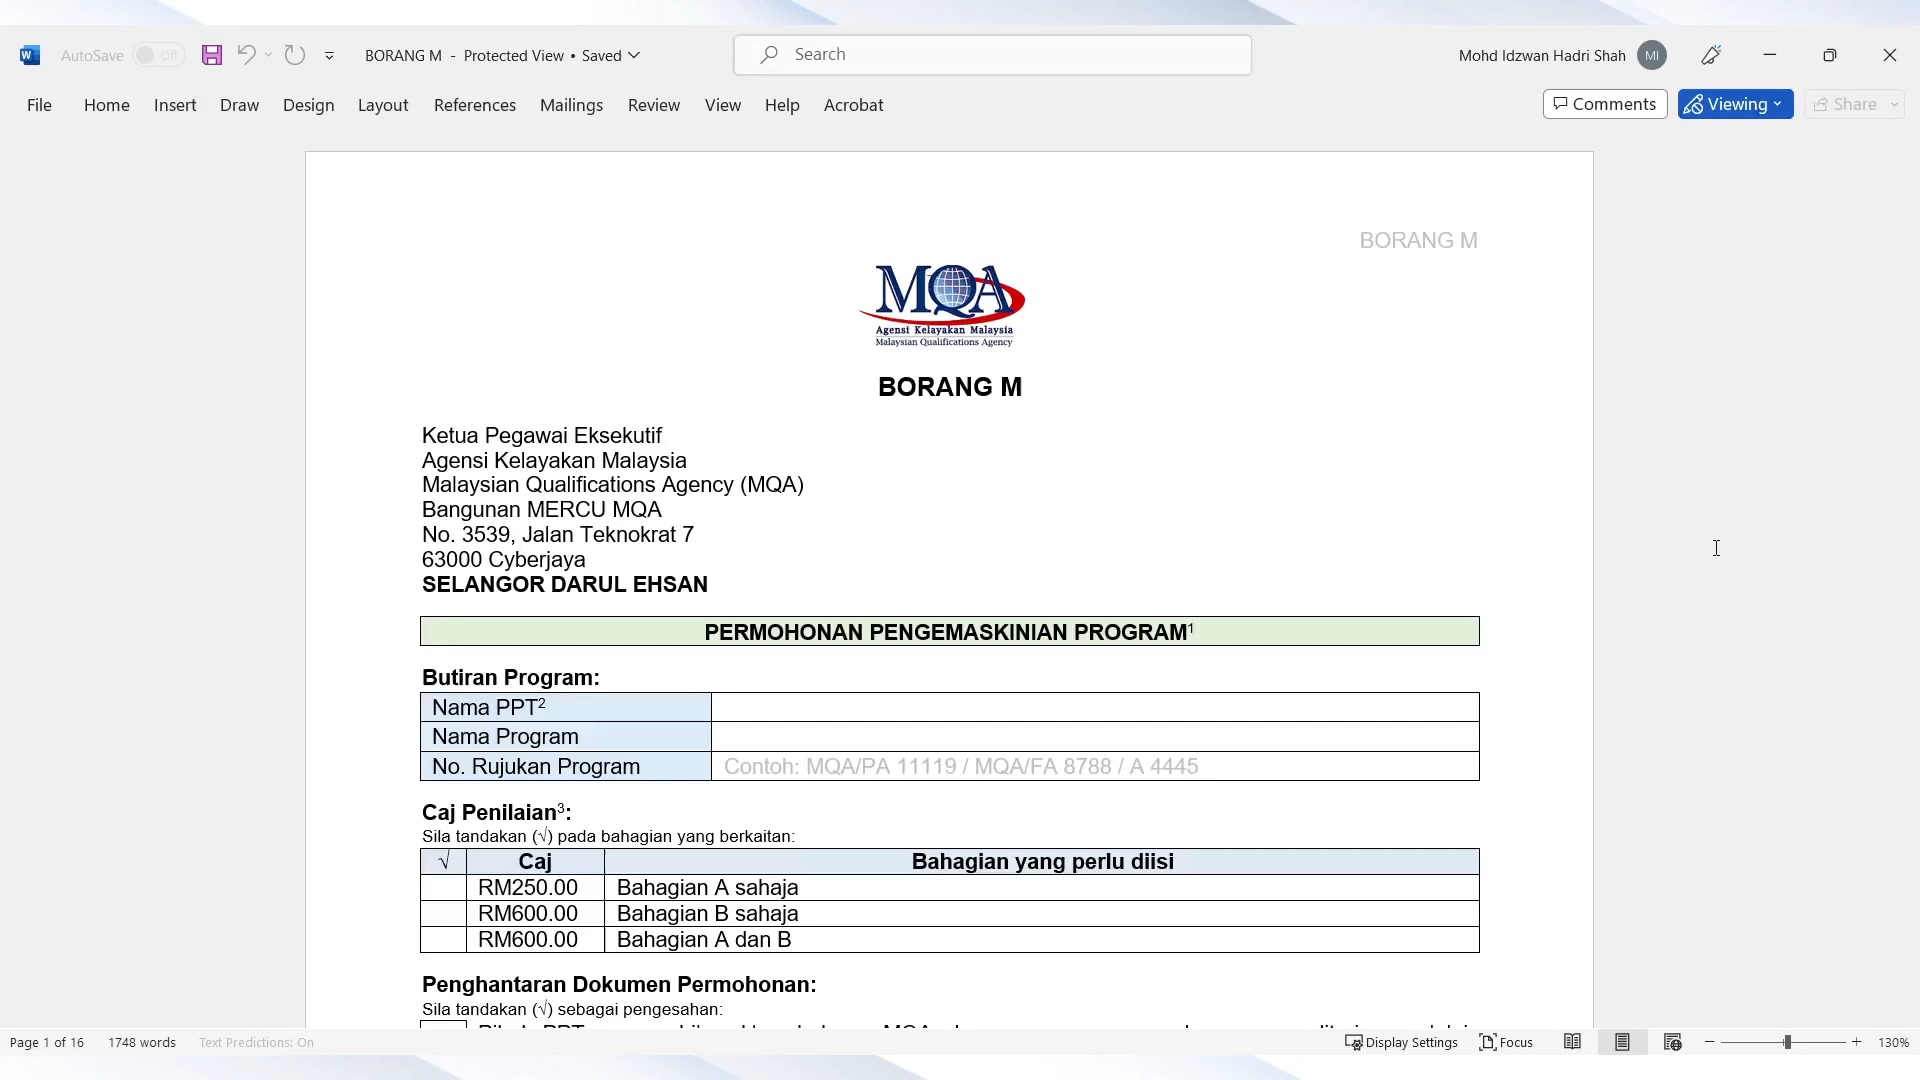 AutoSave Off BORANG M - Protected View • Saved Search Mohd Idzwan Hadri Shah MI
File Home Insert Draw Design Layout References Mailings Review View Help Acrobat Comments Viewing Share
BORANG M
MQA
Agensi Kelayakan Malaysia
Malaysian Qualifications Agency
BORANG M
Ketua Pegawai Eksekutif
Agensi Kelayakan Malaysia
Malaysian Qualifications Agency (MQA)
Bangunan MERCU MQA
No. 3539, Jalan Teknokrat 7
63000 Cyberjaya
SELANGOR DARUL EHSAN
PERMOHONAN PENGEMASKINIAN PROGRAM¹
Butiran Program:
Nama PPT²
Nama Program
No. Rujukan Program Contoh: MQA/PA 11119 / MQA/FA 8788 / A 4445
Caj Penilaian³:
Sila tandakan (√) pada bahagian yang berkaitan:
√ Caj Bahagian yang perlu diisi
RM250.00 Bahagian A sahaja
RM600.00 Bahagian B sahaja
RM600.00 Bahagian A dan B
Penghantaran Dokumen Permohonan:
Sila tandakan (√) sebagai pengesahan:
Page 1 of 16 1748 words Text Predictions: On Display Settings Focus 130%